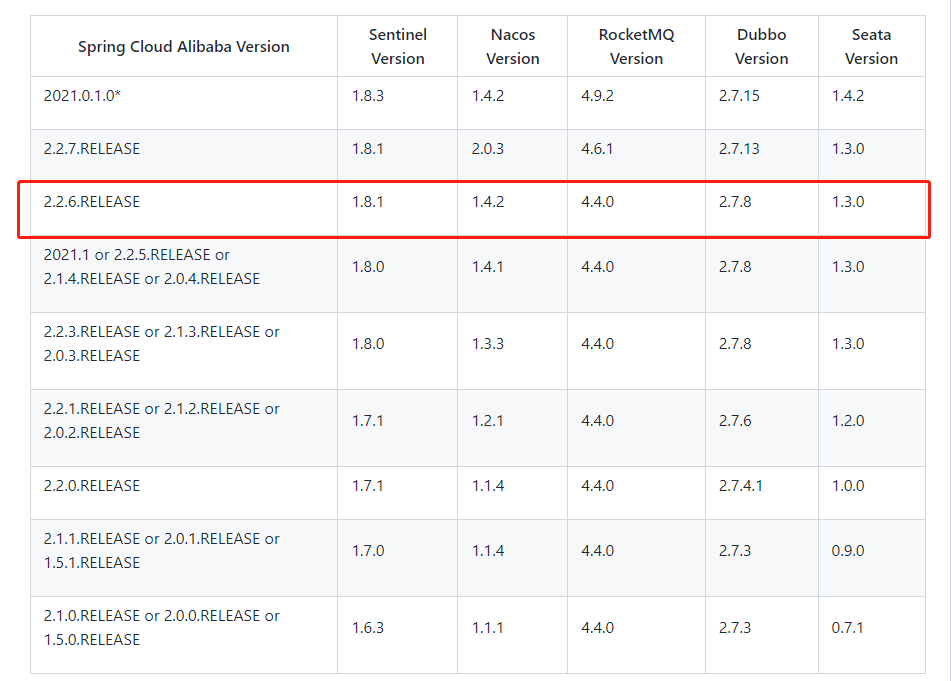 Spring Cloud Alibaba Version Sentinel Version Nacos Version RocketMQ Version Dubbo Version Seata Version
2021.0.1.0* 1.8.3 1.4.2 4.9.2 2.7.15 1.4.2
2.2.7.RELEASE 1.8.1 2.0.3 4.6.1 2.7.13 1.3.0
2.2.6.RELEASE 1.8.1 1.4.2 4.4.0 2.7.8 1.3.0
2021.1 or 2.2.5.RELEASE or
2.1.4.RELEASE or 2.0.4.RELEASE 1.8.0 1.4.1 4.4.0 2.7.8 1.3.0
2.2.3.RELEASE or 2.1.3.RELEASE or
2.0.3.RELEASE 1.8.0 1.3.3 4.4.0 2.7.8 1.3.0
2.2.1.RELEASE or 2.1.2.RELEASE or
2.0.2.RELEASE 1.7.1 1.2.1 4.4.0 2.7.6 1.2.0
2.2.0.RELEASE 1.7.1 1.1.4 4.4.0 2.7.4.1 1.0.0
2.1.1.RELEASE or 2.0.1.RELEASE or
1.5.1.RELEASE 1.7.0 1.1.4 4.4.0 2.7.3 0.9.0
2.1.0.RELEASE or 2.0.0.RELEASE or
1.5.0.RELEASE 1.6.3 1.1.1 4.4.0 2.7.3 0.7.1